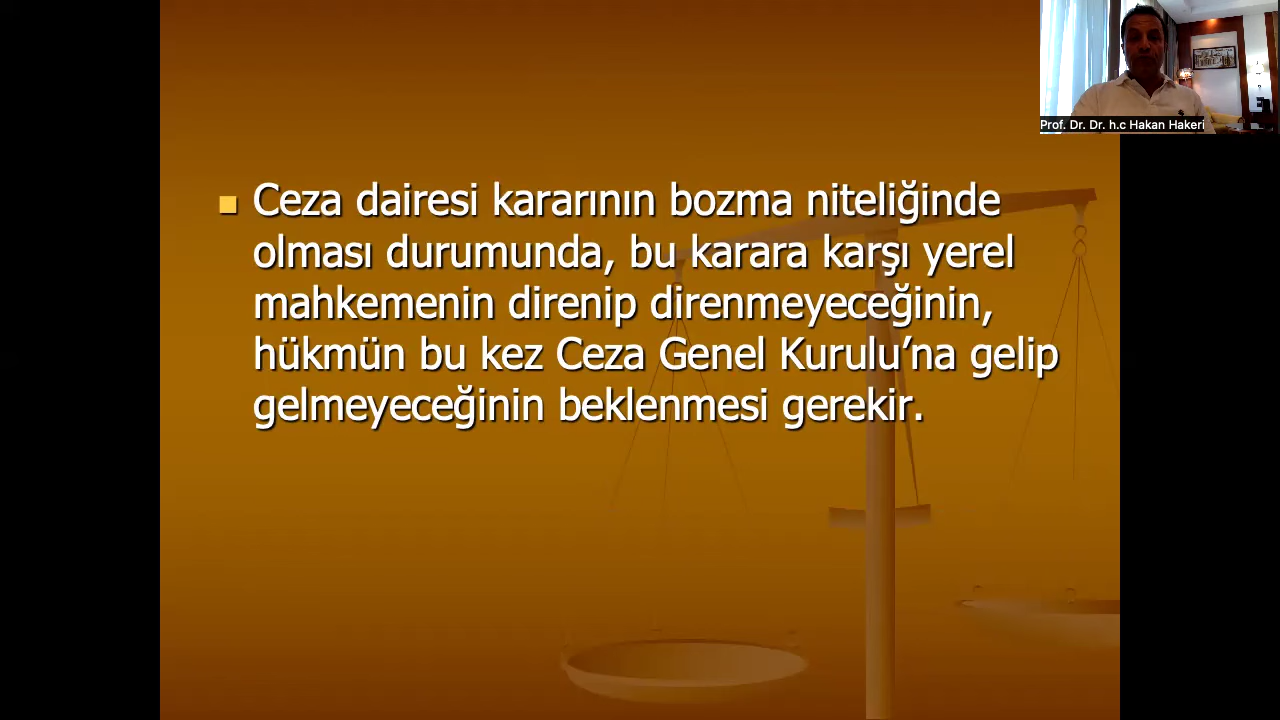 Prof. Dr. Dr. h.c Hakan Hakeri
Ceza dairesi kararının bozma niteliğinde
olması durumunda, bu karara karşı yerel
mahkemenin direnip direnmeyeceğinin,
hükmün bu kez Ceza Genel Kurulu’na gelip
gelmeyeceğinin beklenmesi gerekir.